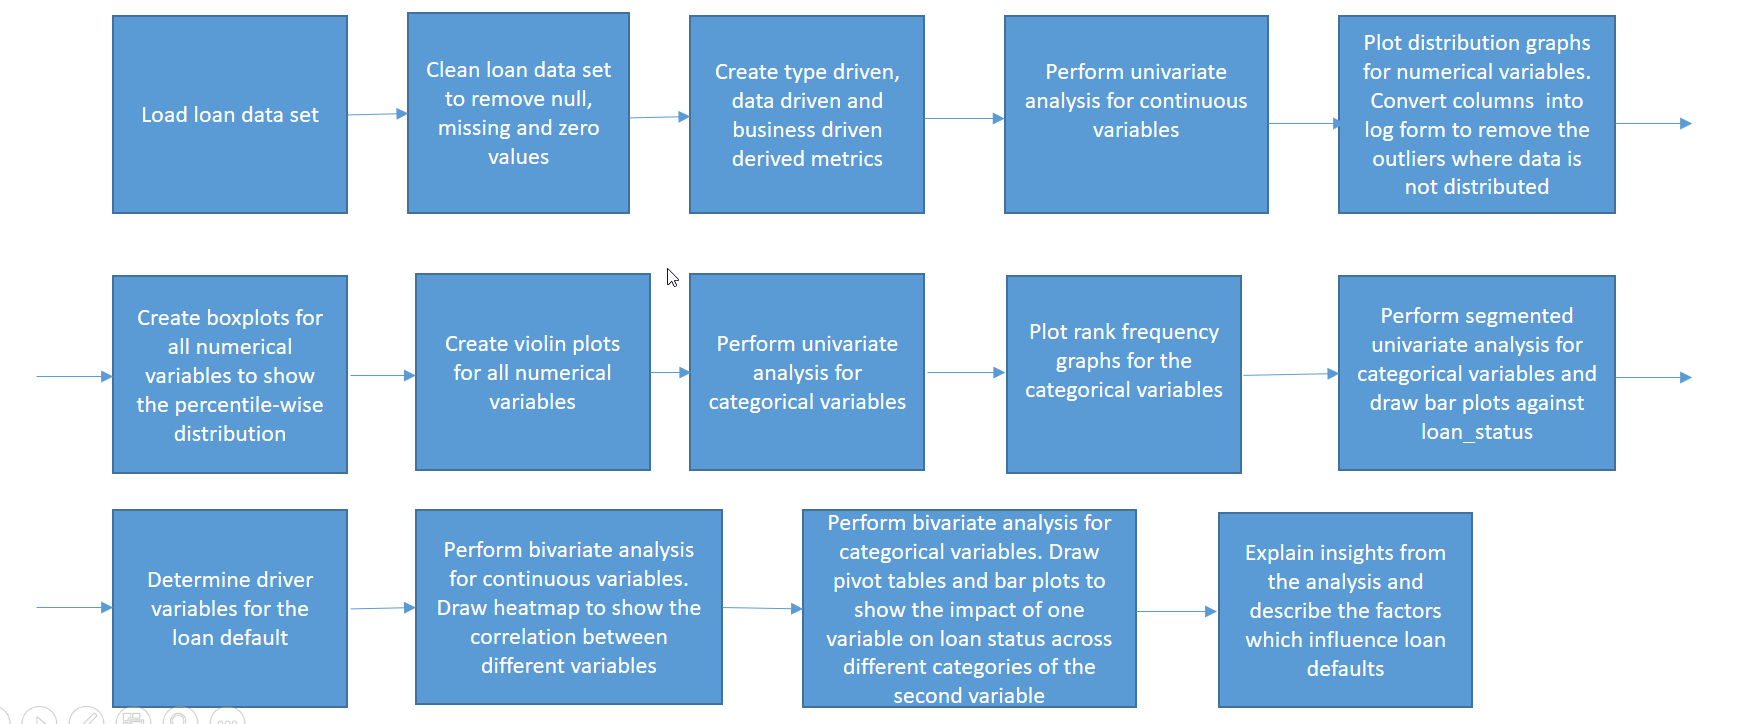 Load loan data set
Clean loan data set
to remove null,
missing and zero
values
Create type driven,
data driven and
business driven
derived metrics
Perform univariate
analysis for continuous
variables
Plot distribution graphs
for numerical variables.
Convert columns into
log form to remove the
outliers where data is
not distributed
Create boxplots for
all numerical
variables to show
the percentile-wise
distribution
Create violin plots
for all numerical
variables
Perform univariate
analysis for
categorical variables
Plot rank frequency
graphs for the
categorical variables
Perform segmented
univariate analysis for
categorical variables and
draw bar plots against
loan_status
Determine driver
variables for the
loan default
Perform bivariate analysis
for continuous variables.
Draw heatmap to show the
correlation between
different variables
Perform bivariate analysis for
categorical variables. Draw
pivot tables and bar plots to
show the impact of one
variable on loan status across
different categories of the
second variable
Explain insights from
the analysis and
describe the factors
which influence loan
defaults